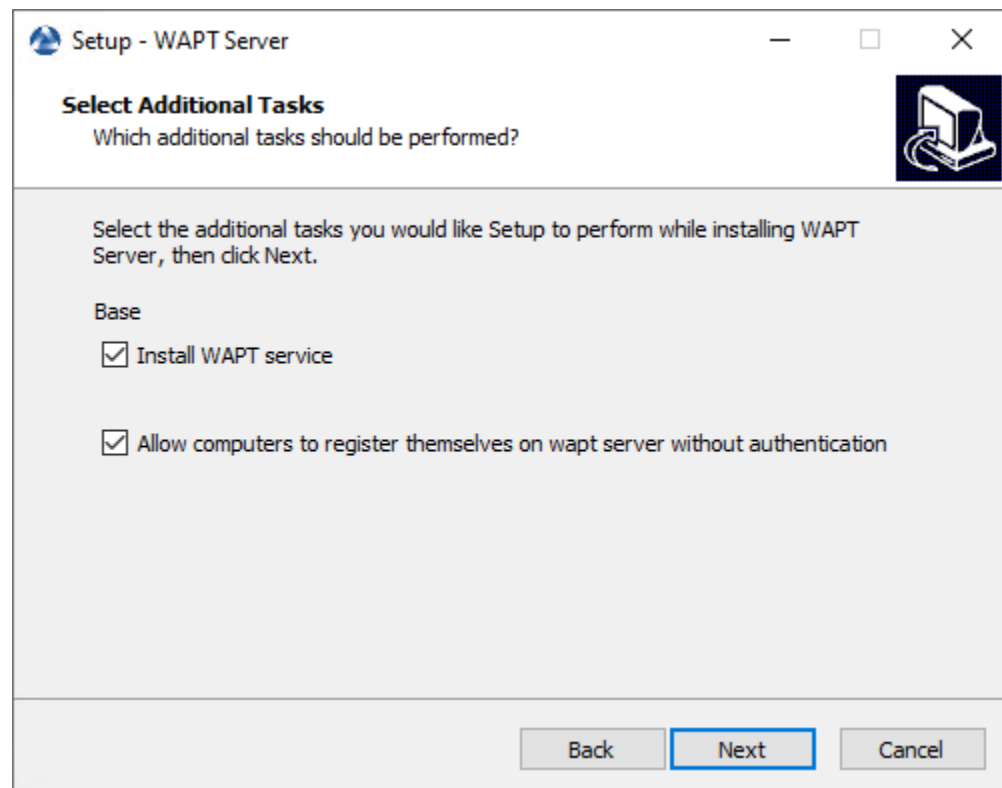 Setup - WAPT Server
Select Additional Tasks
Which additional tasks should be performed?
Select the additional tasks you would like Setup to perform while installing WAPT
Server, then click Next.
Base
Install WAPT service
Allow computers to register themselves on wapt server without authentication
Back
Next
Cancel